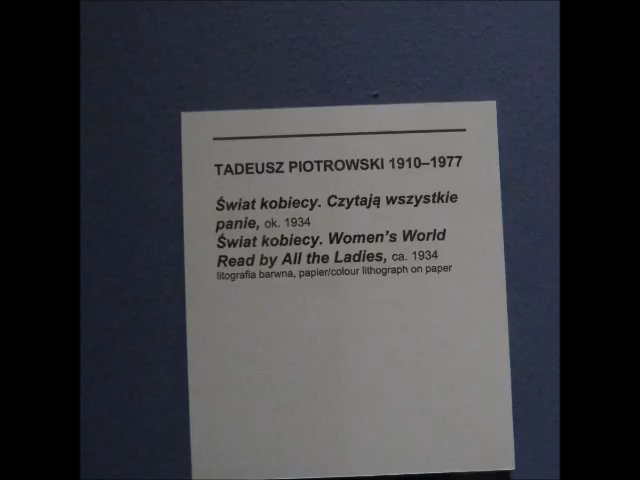 TADEUSZ PIOTROWSKI 1910–1977
Świat kobiecy. Czytają wszystkie
panie, ok. 1934
Świat kobiecy. Women's World
Read by All the Ladies, ca. 1934
litografia barwna, papier/colour lithograph on paper